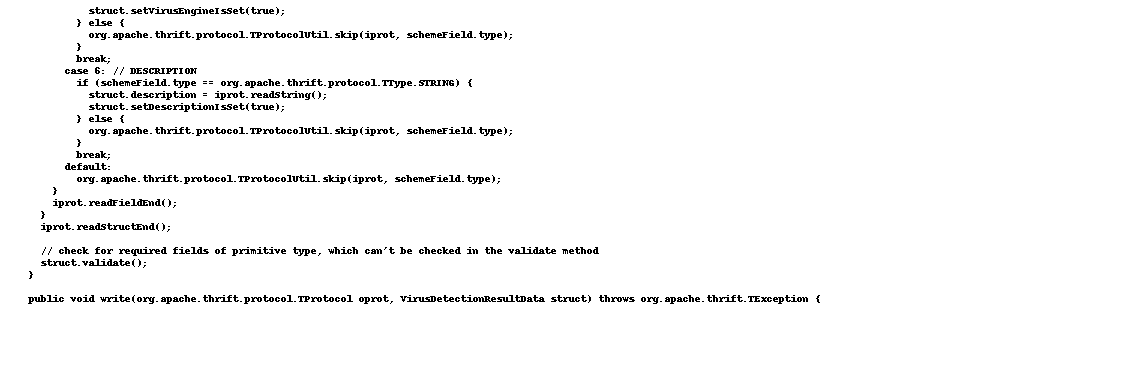 struct.setVirusEngineIsSet(true);
} else {
org.apache.thrift.protocol.TProtocolUtil.skip(iprot, schemeField.type);
}
break;
case 6: // DESCRIPTION
if (schemeField.type == org.apache.thrift.protocol.TType.STRING) {
struct.description = iprot.readString();
struct.setDescriptionIsSet(true);
} else {
org.apache.thrift.protocol.TProtocolUtil.skip(iprot, schemeField.type);
}
break;
default:
org.apache.thrift.protocol.TProtocolUtil.skip(iprot, schemeField.type);
}
iprot.readFieldEnd();
}
iprot.readStructEnd();
// check for required fields of primitive type, which can't be checked in the validate method
struct.validate();
}
public void write(org.apache.thrift.protocol.TProtocol oprot, VirusDetectionResultData struct) throws org.apache.thrift.TException {